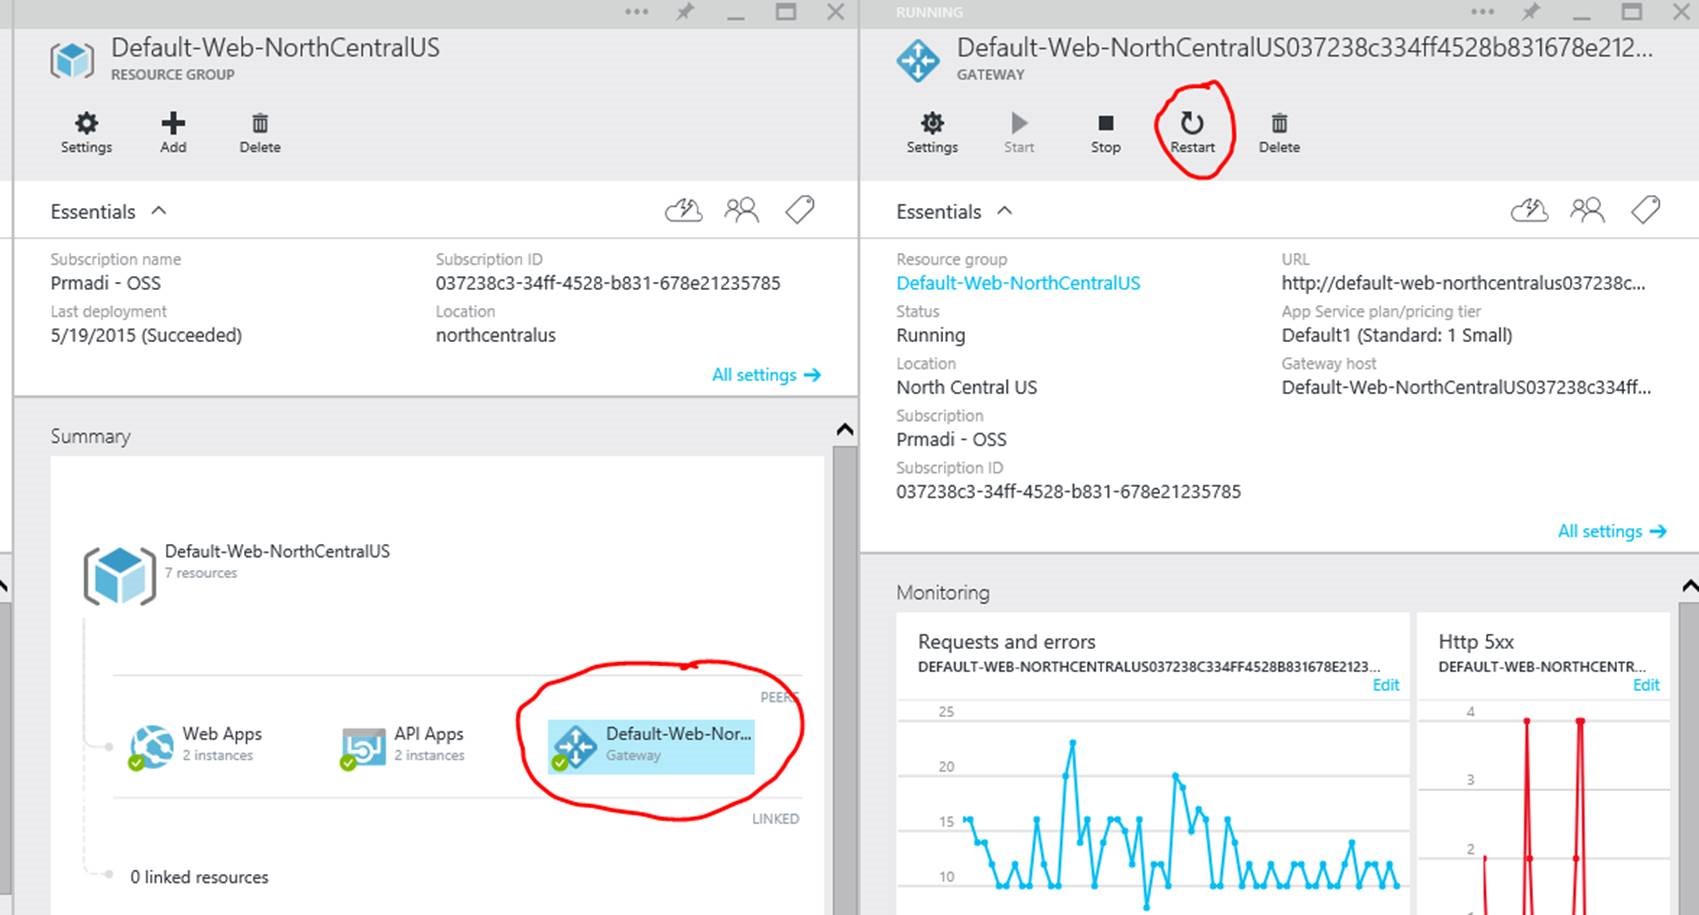 Default-Web-NorthCentralUS
RESOURCE GROUP
Settings
Add
Delete
Essentials
Subscription name
Prmadi - OSS
Subscription ID
037238c3-34ff-4528-b831-678e21235785
Last deployment
5/19/2015 (Succeeded)
Location
northcentralus
All settings
Summary
Default-Web-NorthCentralUS
7 resources
PEERS
Web Apps
2 instances
API Apps
2 instances
Default-Web-Nor...
Gateway
LINKED
0 linked resources
RUNNING
Default-Web-NorthCentralUS037238c334ff4528b831678e212...
GATEWAY
Settings
Start
Stop
Restart
Delete
Essentials
Resource group
Default-Web-NorthCentralUS
URL
http://default-web-northcentralus037238c...
Status
Running
App Service plan/pricing tier
Default1 (Standard: 1 Small)
Location
North Central US
Gateway host
Default-Web-NorthCentralUS037238c334ff...
Subscription
Prmadi - OSS
Subscription ID
037238c3-34ff-4528-b831-678e21235785
All settings
Monitoring
Requests and errors
DEFAULT-WEB-NORTHCENTRALUS037238C334FF4528B831678E2123...
Edit
25
20
15
10
Http 5xx
DEFAULT-WEB-NORTHCENTR...
Edit
4
3
2